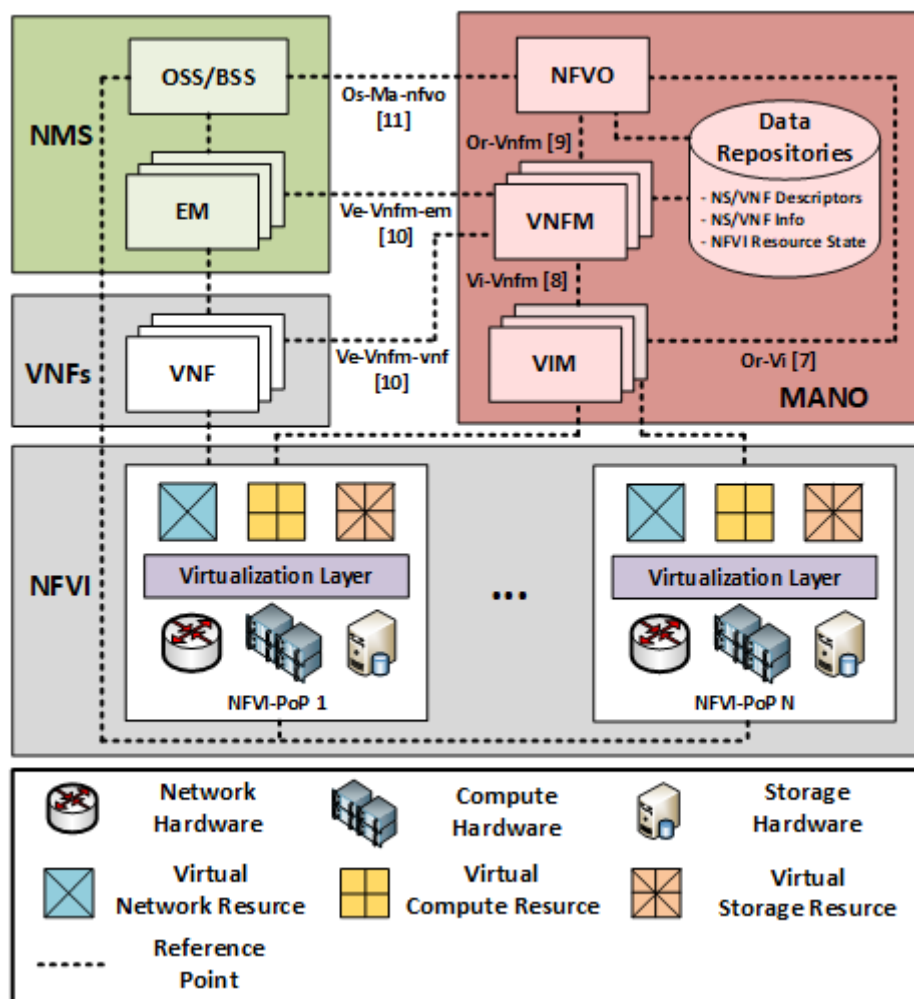 OSS/BSS
NMS
EM
Os-Ma-nfvo
[11]
Ve-Vnfm-em
[10]
NFVO
Or-Vnfm [9]
Data
Repositories
- NS/VNF Descriptors
- NS/VNF Info
- NFVI Resource State
VNFM
Vi-Vnfm [8]
VIM
Or-Vi [7]
MANO
VNFs
VNF
Ve-Vnfm-vnf
[10]
NFVI
Virtualization Layer
NFVI-PoP 1
...
Virtualization Layer
NFVI-PoP N
Network
Hardware
Compute
Hardware
Storage
Hardware
Virtual
Network Resurce
Virtual
Compute Resurce
Virtual
Storage Resurce
Reference
Point